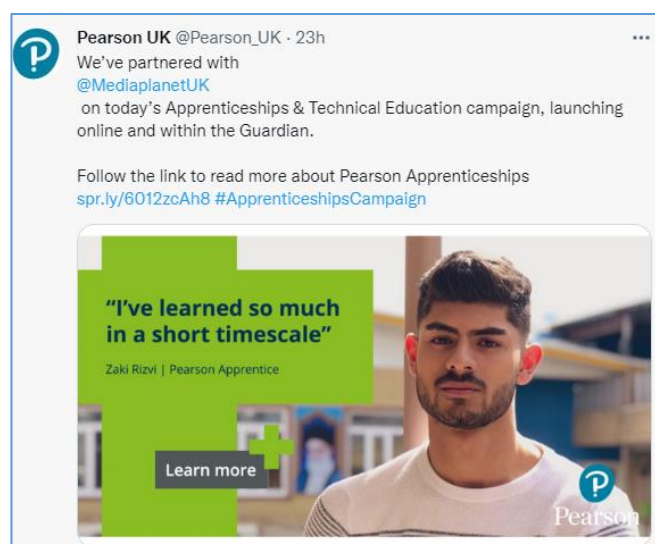 Pearson UK @Pearson_UK · 23h
We’ve partnered with
@MediaplanetUK
on today’s Apprenticeships & Technical Education campaign, launching
online and within the Guardian.
Follow the link to read more about Pearson Apprenticeships
spr.ly/6012zcAh8 #ApprenticeshipsCampaign
“I’ve learned so much
in a short timescale”
Zaki Rizvi | Pearson Apprentice
Learn more
Pearson